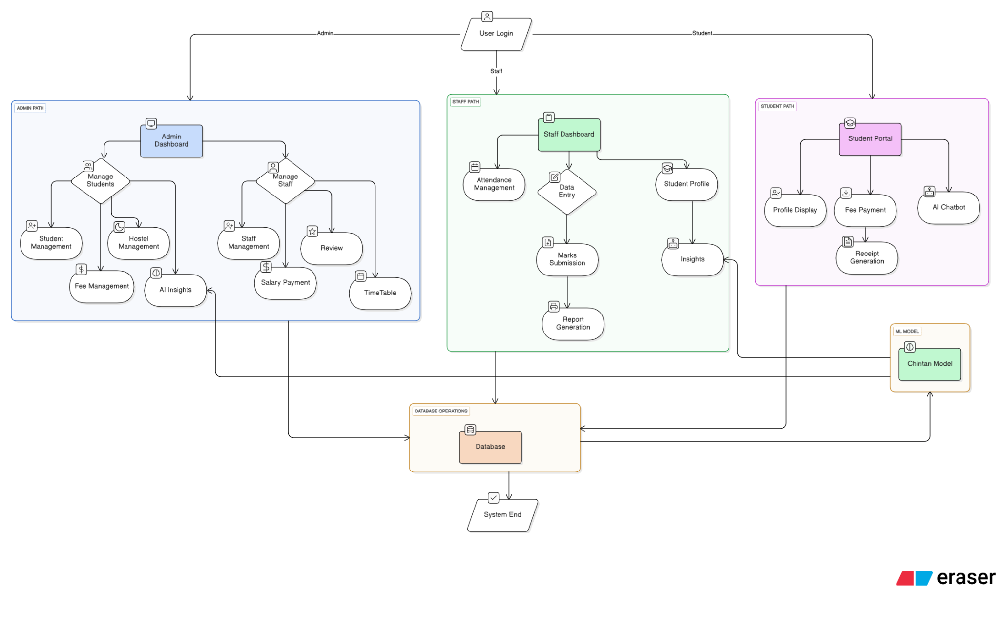 User Login
Admin
Student
Staff
ADMIN PATH
Admin
Dashboard
Manage
Students
Manage
Staff
Student
Management
Hostel
Management
Fee Management
AI Insights
Staff
Management
Review
Salary Payment
TimeTable
STAFF PATH
Staff Dashboard
Attendance
Management
Data
Entry
Student Profile
Marks
Submission
Insights
Report
Generation
STUDENT PATH
Student Portal
Profile Display
Fee Payment
AI Chatbot
Receipt
Generation
ML MODEL
Chintan Model
DATABASE OPERATIONS
Database
System End
eraser